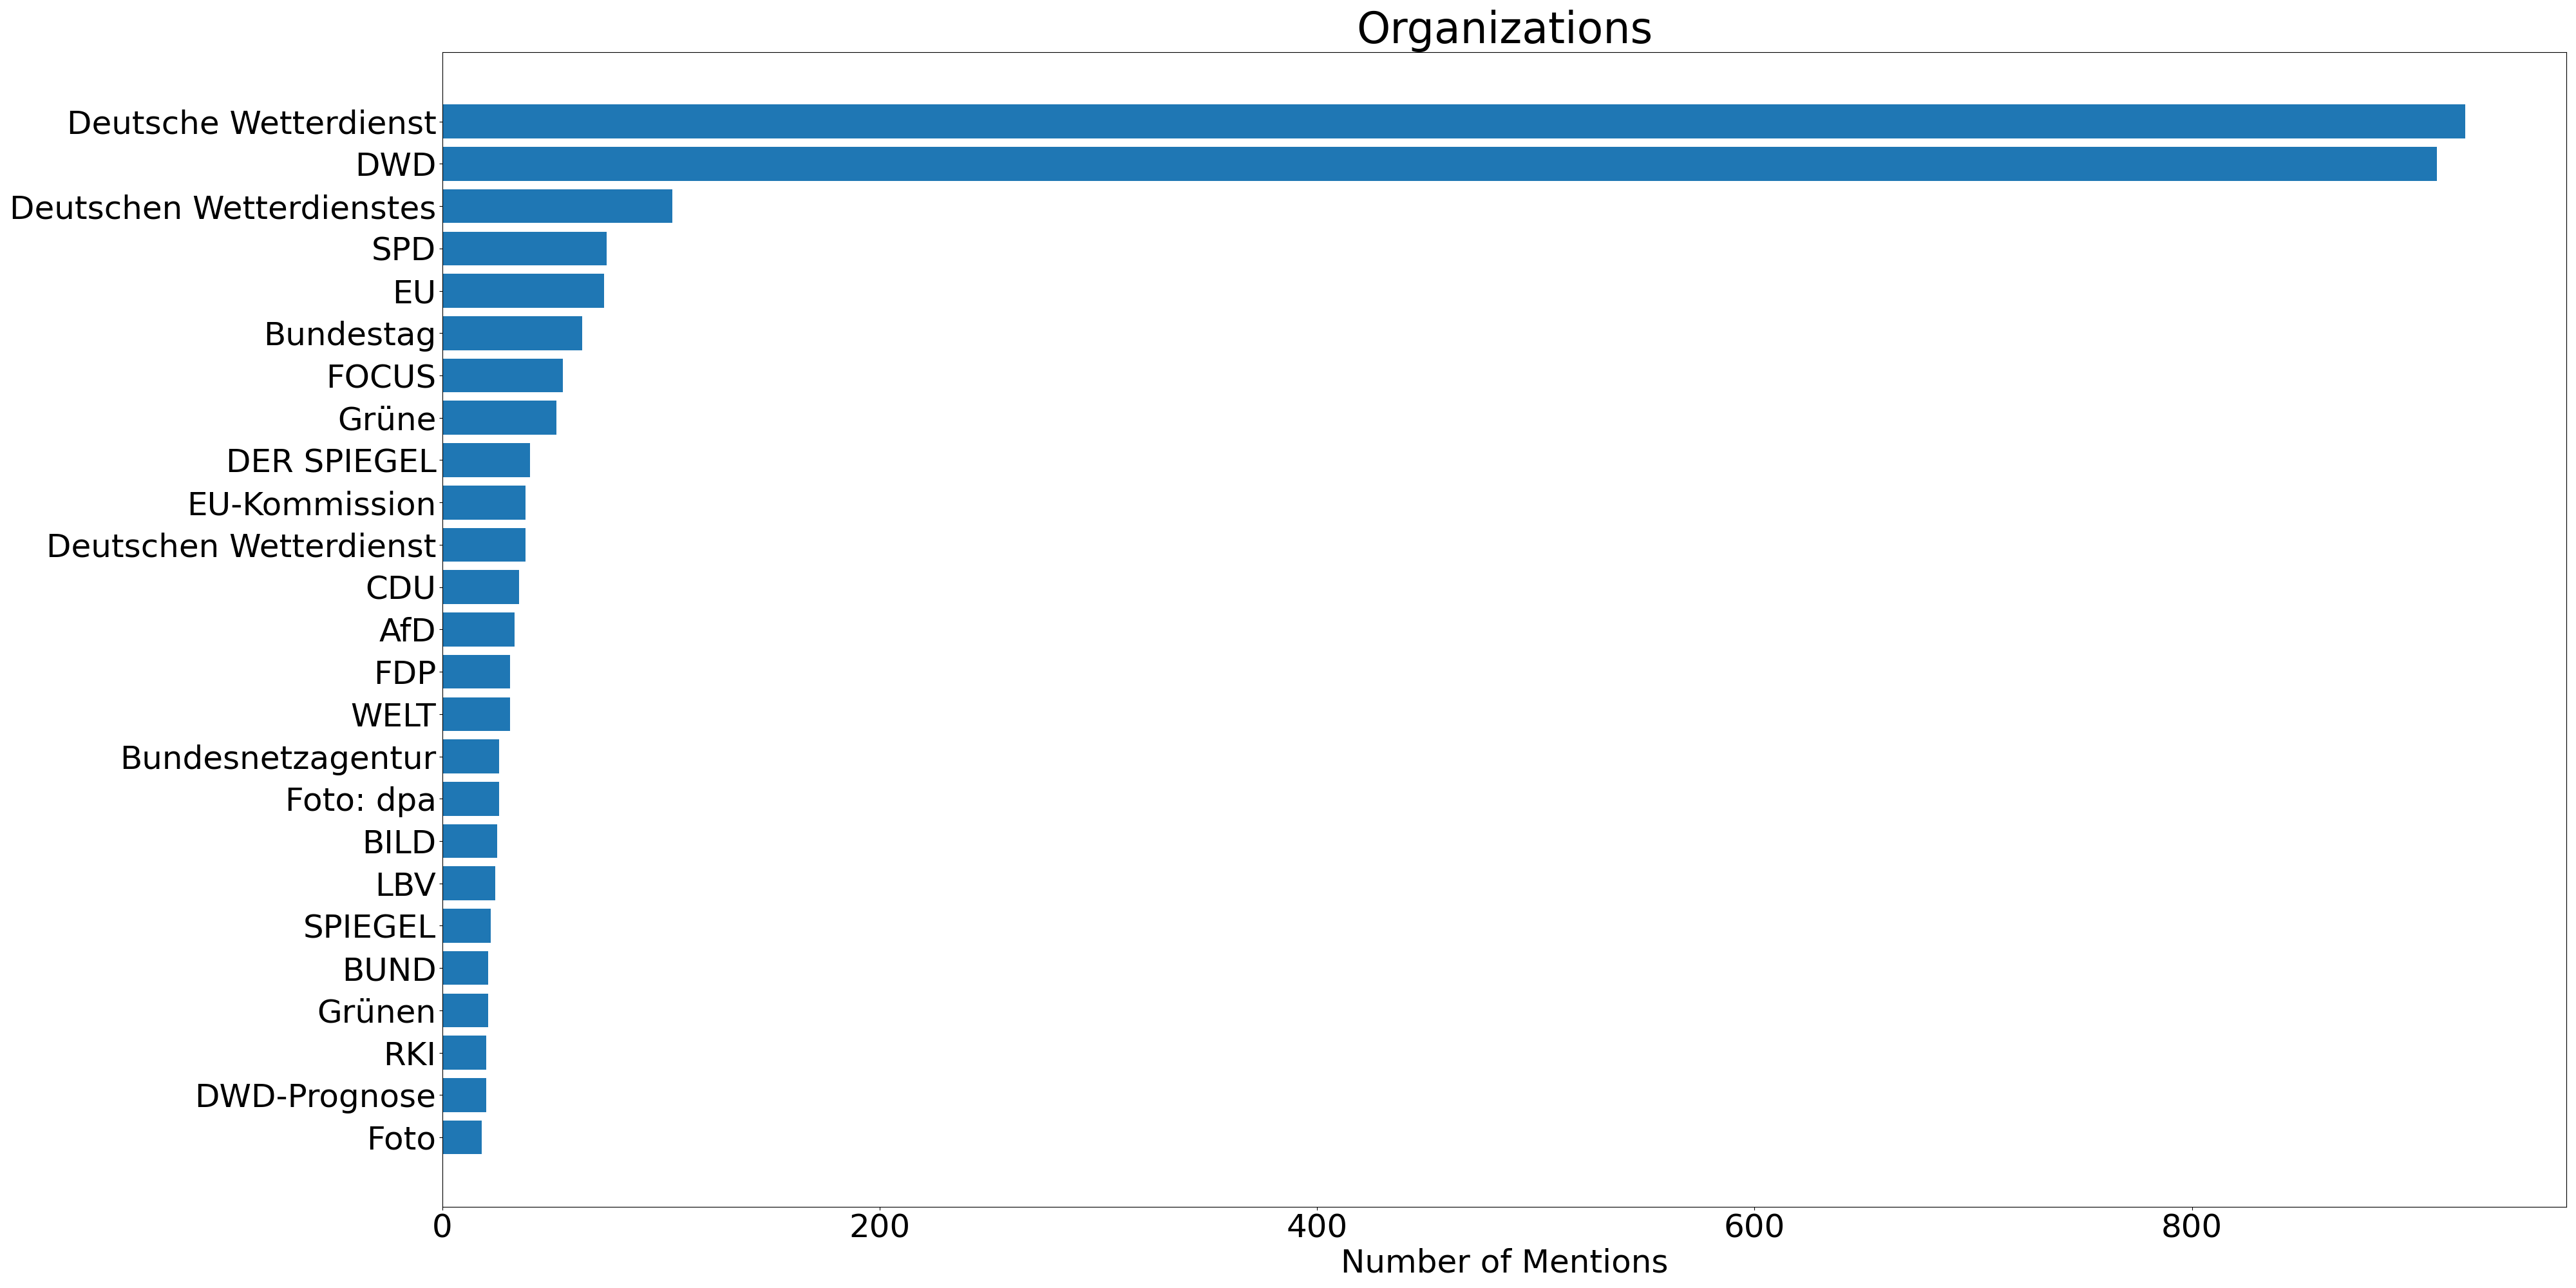 Organizations
Deutsche Wetterdienst
DWD
Deutschen Wetterdienstes
SPD
EU
Bundestag
FOCUS
Grüne
DER SPIEGEL
EU-Kommission
Deutschen Wetterdienst
CDU
AfD
FDP
WELT
Bundesnetzagentur
Foto: dpa
BILD
LBV
SPIEGEL
BUND
Grünen
RKI
DWD-Prognose
Foto
0 200 400 600 800
Number of Mentions